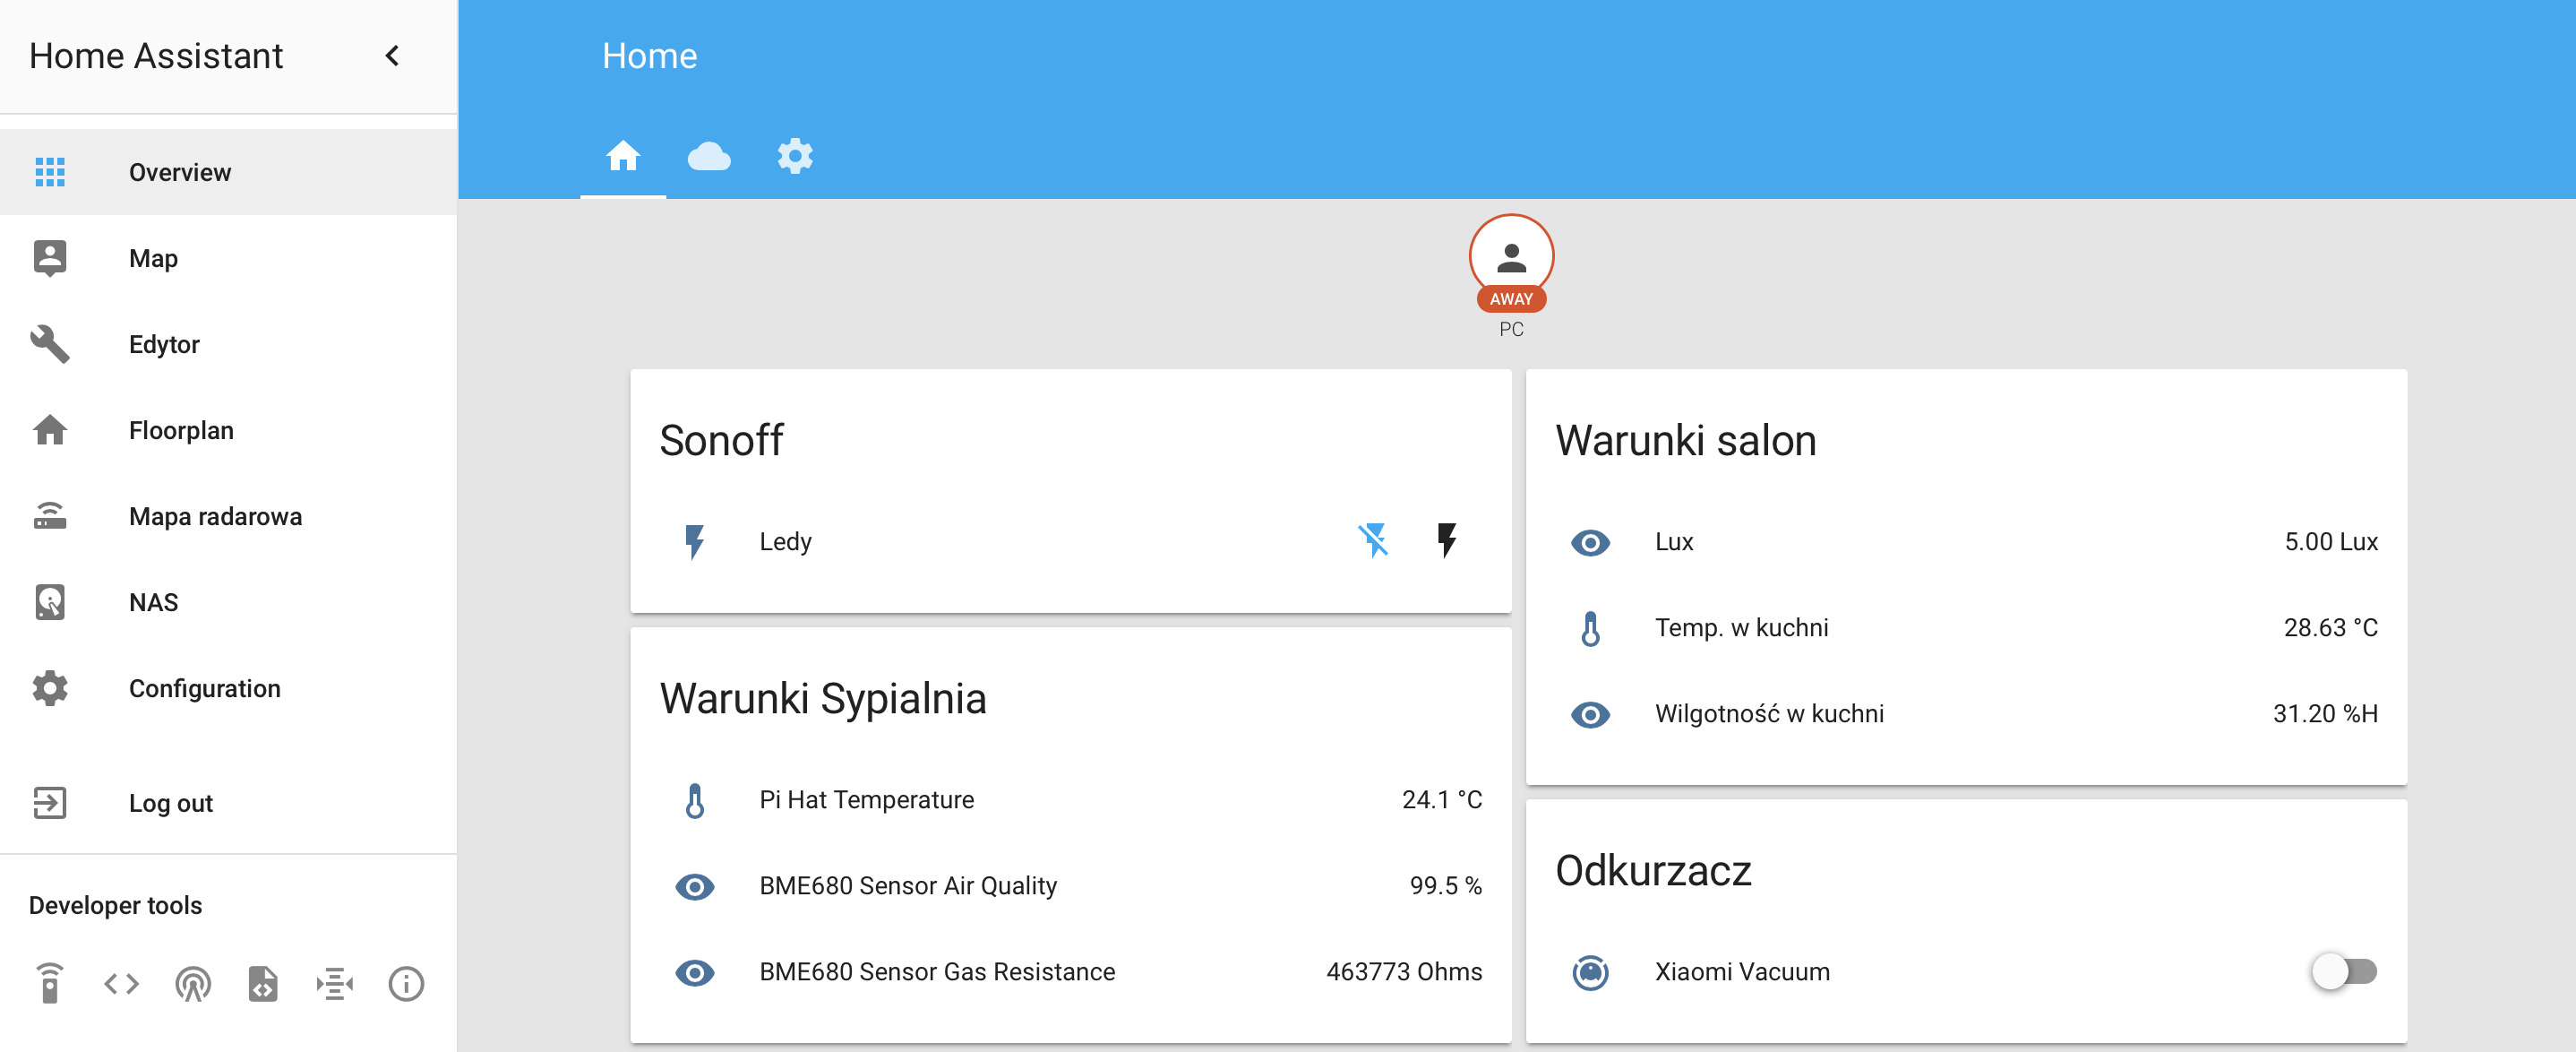 Home Assistant
Overview
Map
Edytor
Floorplan
Mapa radarowa
NAS
Configuration
Log out
Developer tools
Home
AWAY
PC
Sonoff
Ledy
Warunki Sypialnia
Pi Hat Temperature 24.1 °C
BME680 Sensor Air Quality 99.5 %
BME680 Sensor Gas Resistance 463773 Ohms
Warunki salon
Lux 5.00 Lux
Temp. w kuchni 28.63 °C
Wilgotność w kuchni 31.20 %H
Odkurzacz
Xiaomi Vacuum